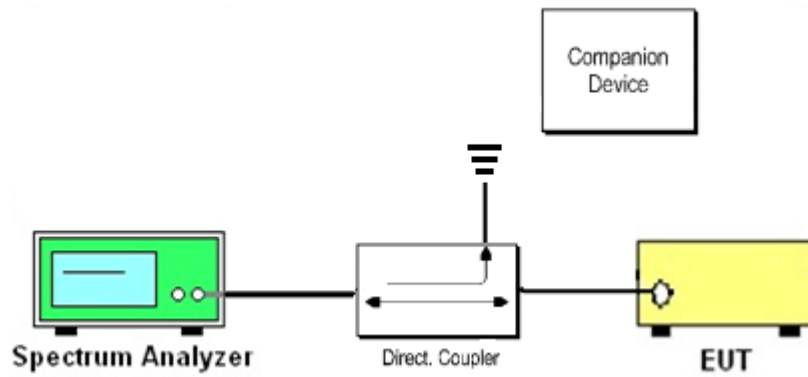 Companion
Device
Spectrum Analyzer
Direct. Coupler
EUT